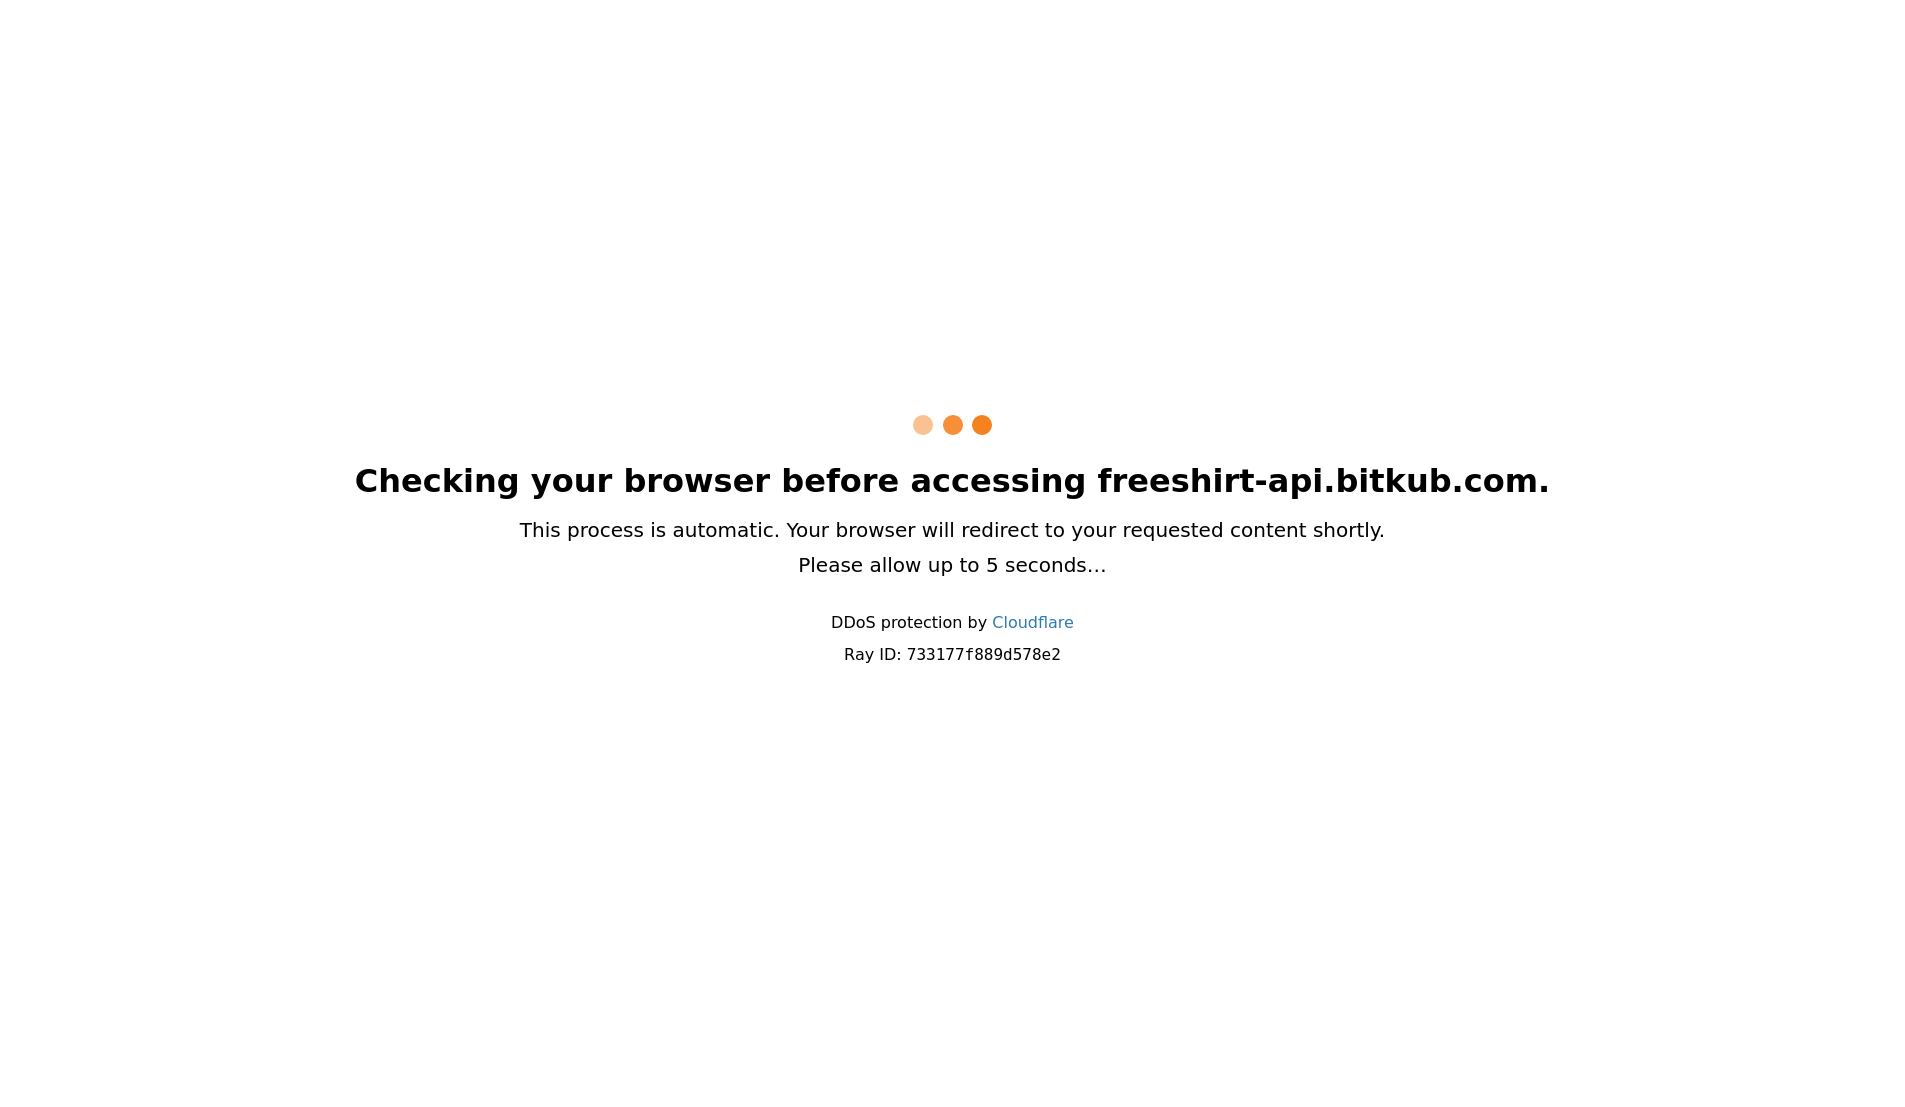 Checking your browser before accessing freeshirt-api.bitkub.com.
This process is automatic. Your browser will redirect to your requested content shortly.
Please allow up to 5 seconds...
DDoS protection by Cloudflare
Ray ID: 733177f889d578e2